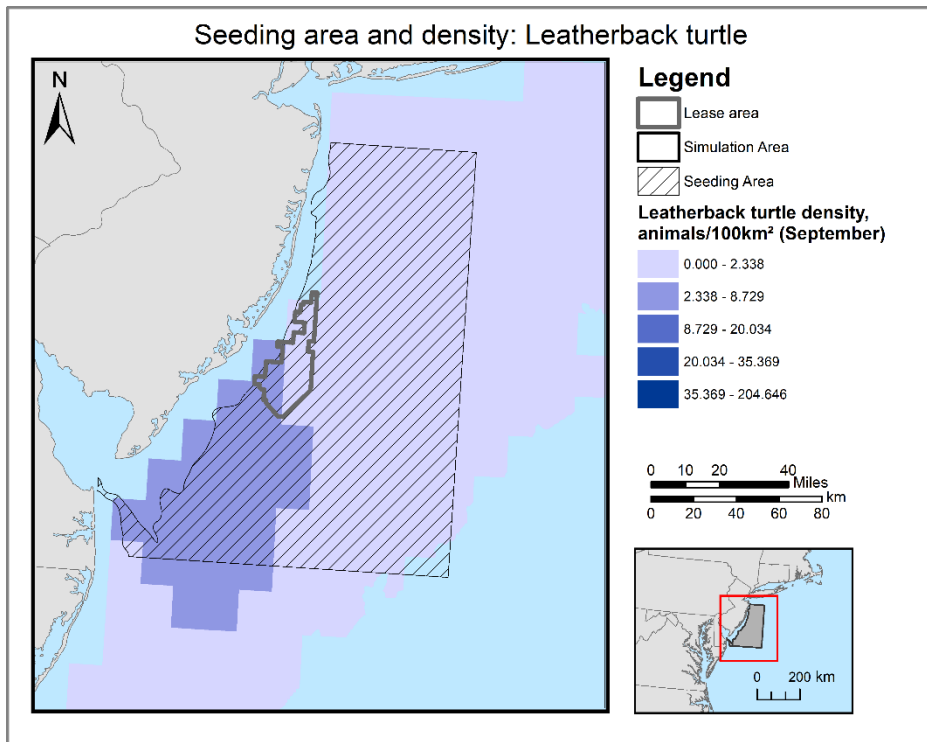 Seeding area and density: Leatherback turtle
N
Legend
Lease area
Simulation Area
Seeding Area
Leatherback turtle density,
animals/100km² (September)
0.000 - 2.338
2.338 - 8.729
8.729 - 20.034
20.034 - 35.369
35.369 - 204.646
0 10 20 40
Miles
km
0 20 40 60 80
0 200 km